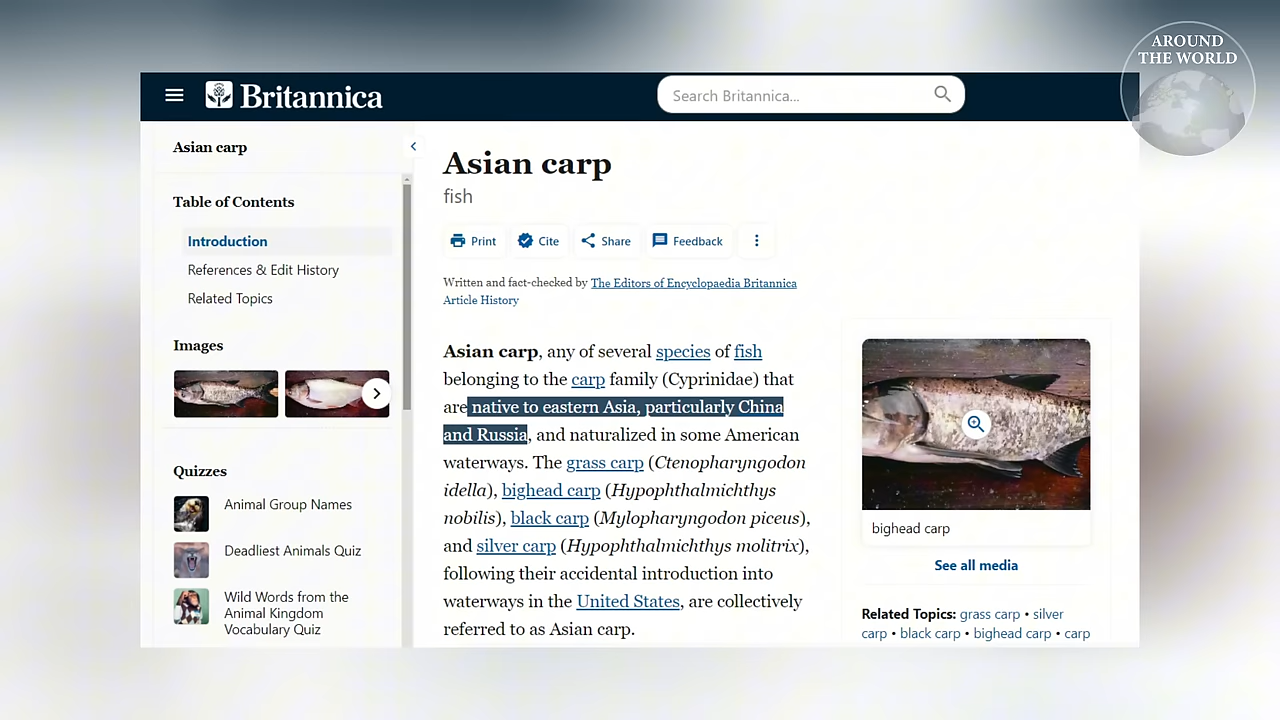 AROUND
THE WORLD
Britannica
Search Britannica...
Asian carp
Table of Contents
Introduction
References & Edit History
Related Topics
Images
Quizzes
Animal Group Names
Deadliest Animals Quiz
Wild Words from the
Animal Kingdom
Vocabulary Quiz
Asian carp
fish
Print Cite Share Feedback
Written and fact-checked by The Editors of Encyclopaedia Britannica
Article History
Asian carp, any of several species of fish
belonging to the carp family (Cyprinidae) that
are native to eastern Asia, particularly China
and Russia, and naturalized in some American
waterways. The grass carp (Ctenopharyngodon
idella), bighead carp (Hypophthalmichthys
nobilis), black carp (Mylopharyngodon piceus),
and silver carp (Hypophthalmichthys molitrix),
following their accidental introduction into
waterways in the United States, are collectively
referred to as Asian carp.
bighead carp
See all media
Related Topics: grass carp • silver
carp • black carp • bighead carp • carp